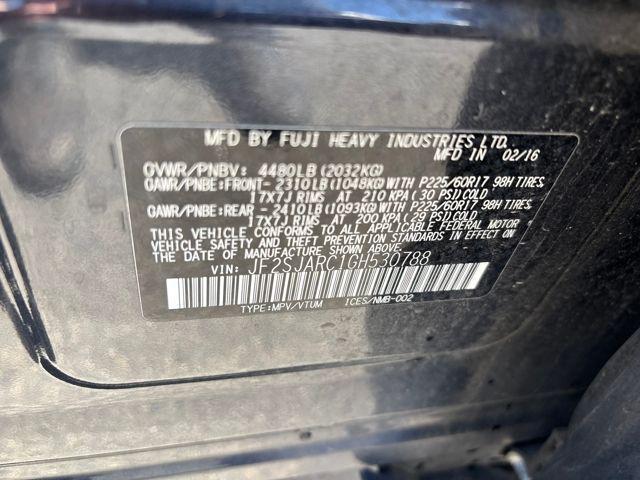 MFD BY FUJI HEAVY INDUSTRIES LTD.
MFD IN 02/16
GVWR/PNBV: 4480LB (2032KG)
GAWR/PNBE: FRONT- 2310LB (1048KG) WITH P225/60R17 98H TIRES,
17X7J RIMS AT 210 KPA (30 PSI) COLD
GAWR/PNBE: REAR - 2410LB (1093KG) WITH P225/60R17 98H TIRES,
17X7J RIMS AT 200 KPA (29 PSI) COLD
THIS VEHICLE CONFORMS TO ALL APPLICABLE FEDERAL MOTOR
VEHICLE SAFETY AND THEFT PREVENTION STANDARDS IN EFFECT ON
THE DATE OF MANUFACTURE SHOWN ABOVE.
VIN: JF2SJARC1GH530788
TYPE: MPV/VTUM ICES/NMB-002